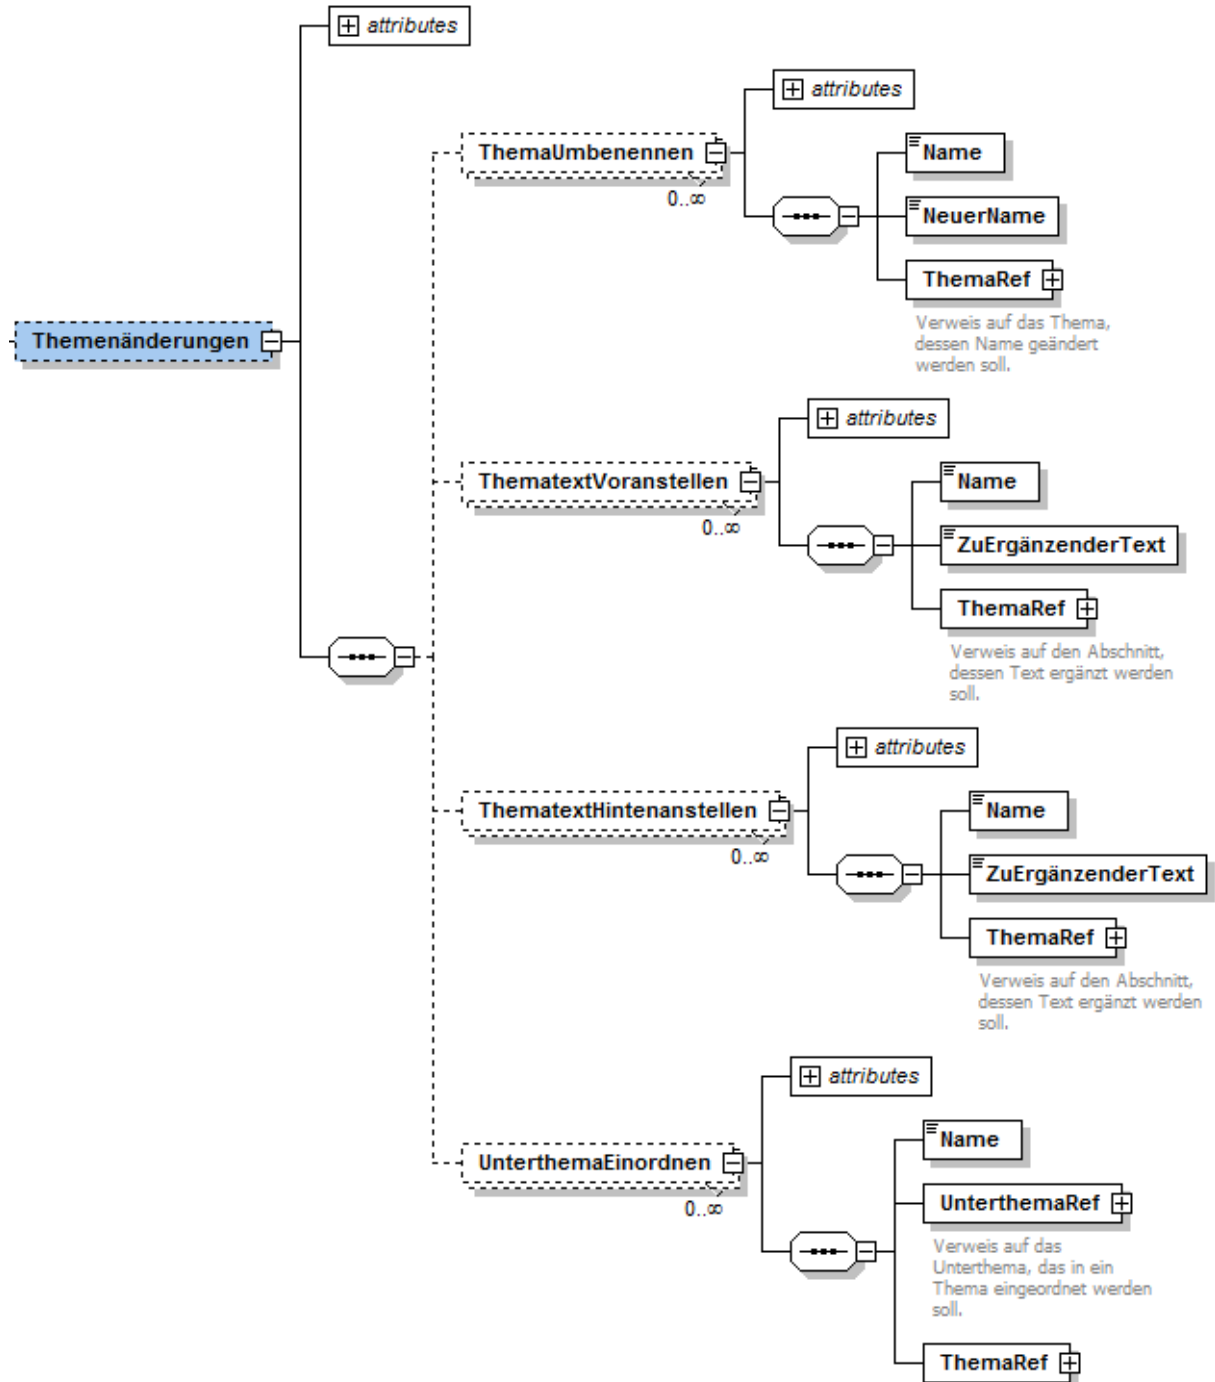 attributes
attributes
ThemaUmbenennen
0..∞
Name
NeuerName
ThemaRef
Verweis auf das Thema,
dessen Name geändert
werden soll.
Themenänderungen
attributes
ThematextVoranstellen
0..∞
Name
ZuErgänzenderText
ThemaRef
Verweis auf den Abschnitt,
dessen Text ergänzt werden
soll.
attributes
ThematextHintenanstellen
0..∞
Name
ZuErgänzenderText
ThemaRef
Verweis auf den Abschnitt,
dessen Text ergänzt werden
soll.
attributes
UnterthemaEinordnen
0..∞
Name
UnterthemaRef
Verweis auf das
Unterthema, das in ein
Thema eingeordnet werden
soll.
ThemaRef